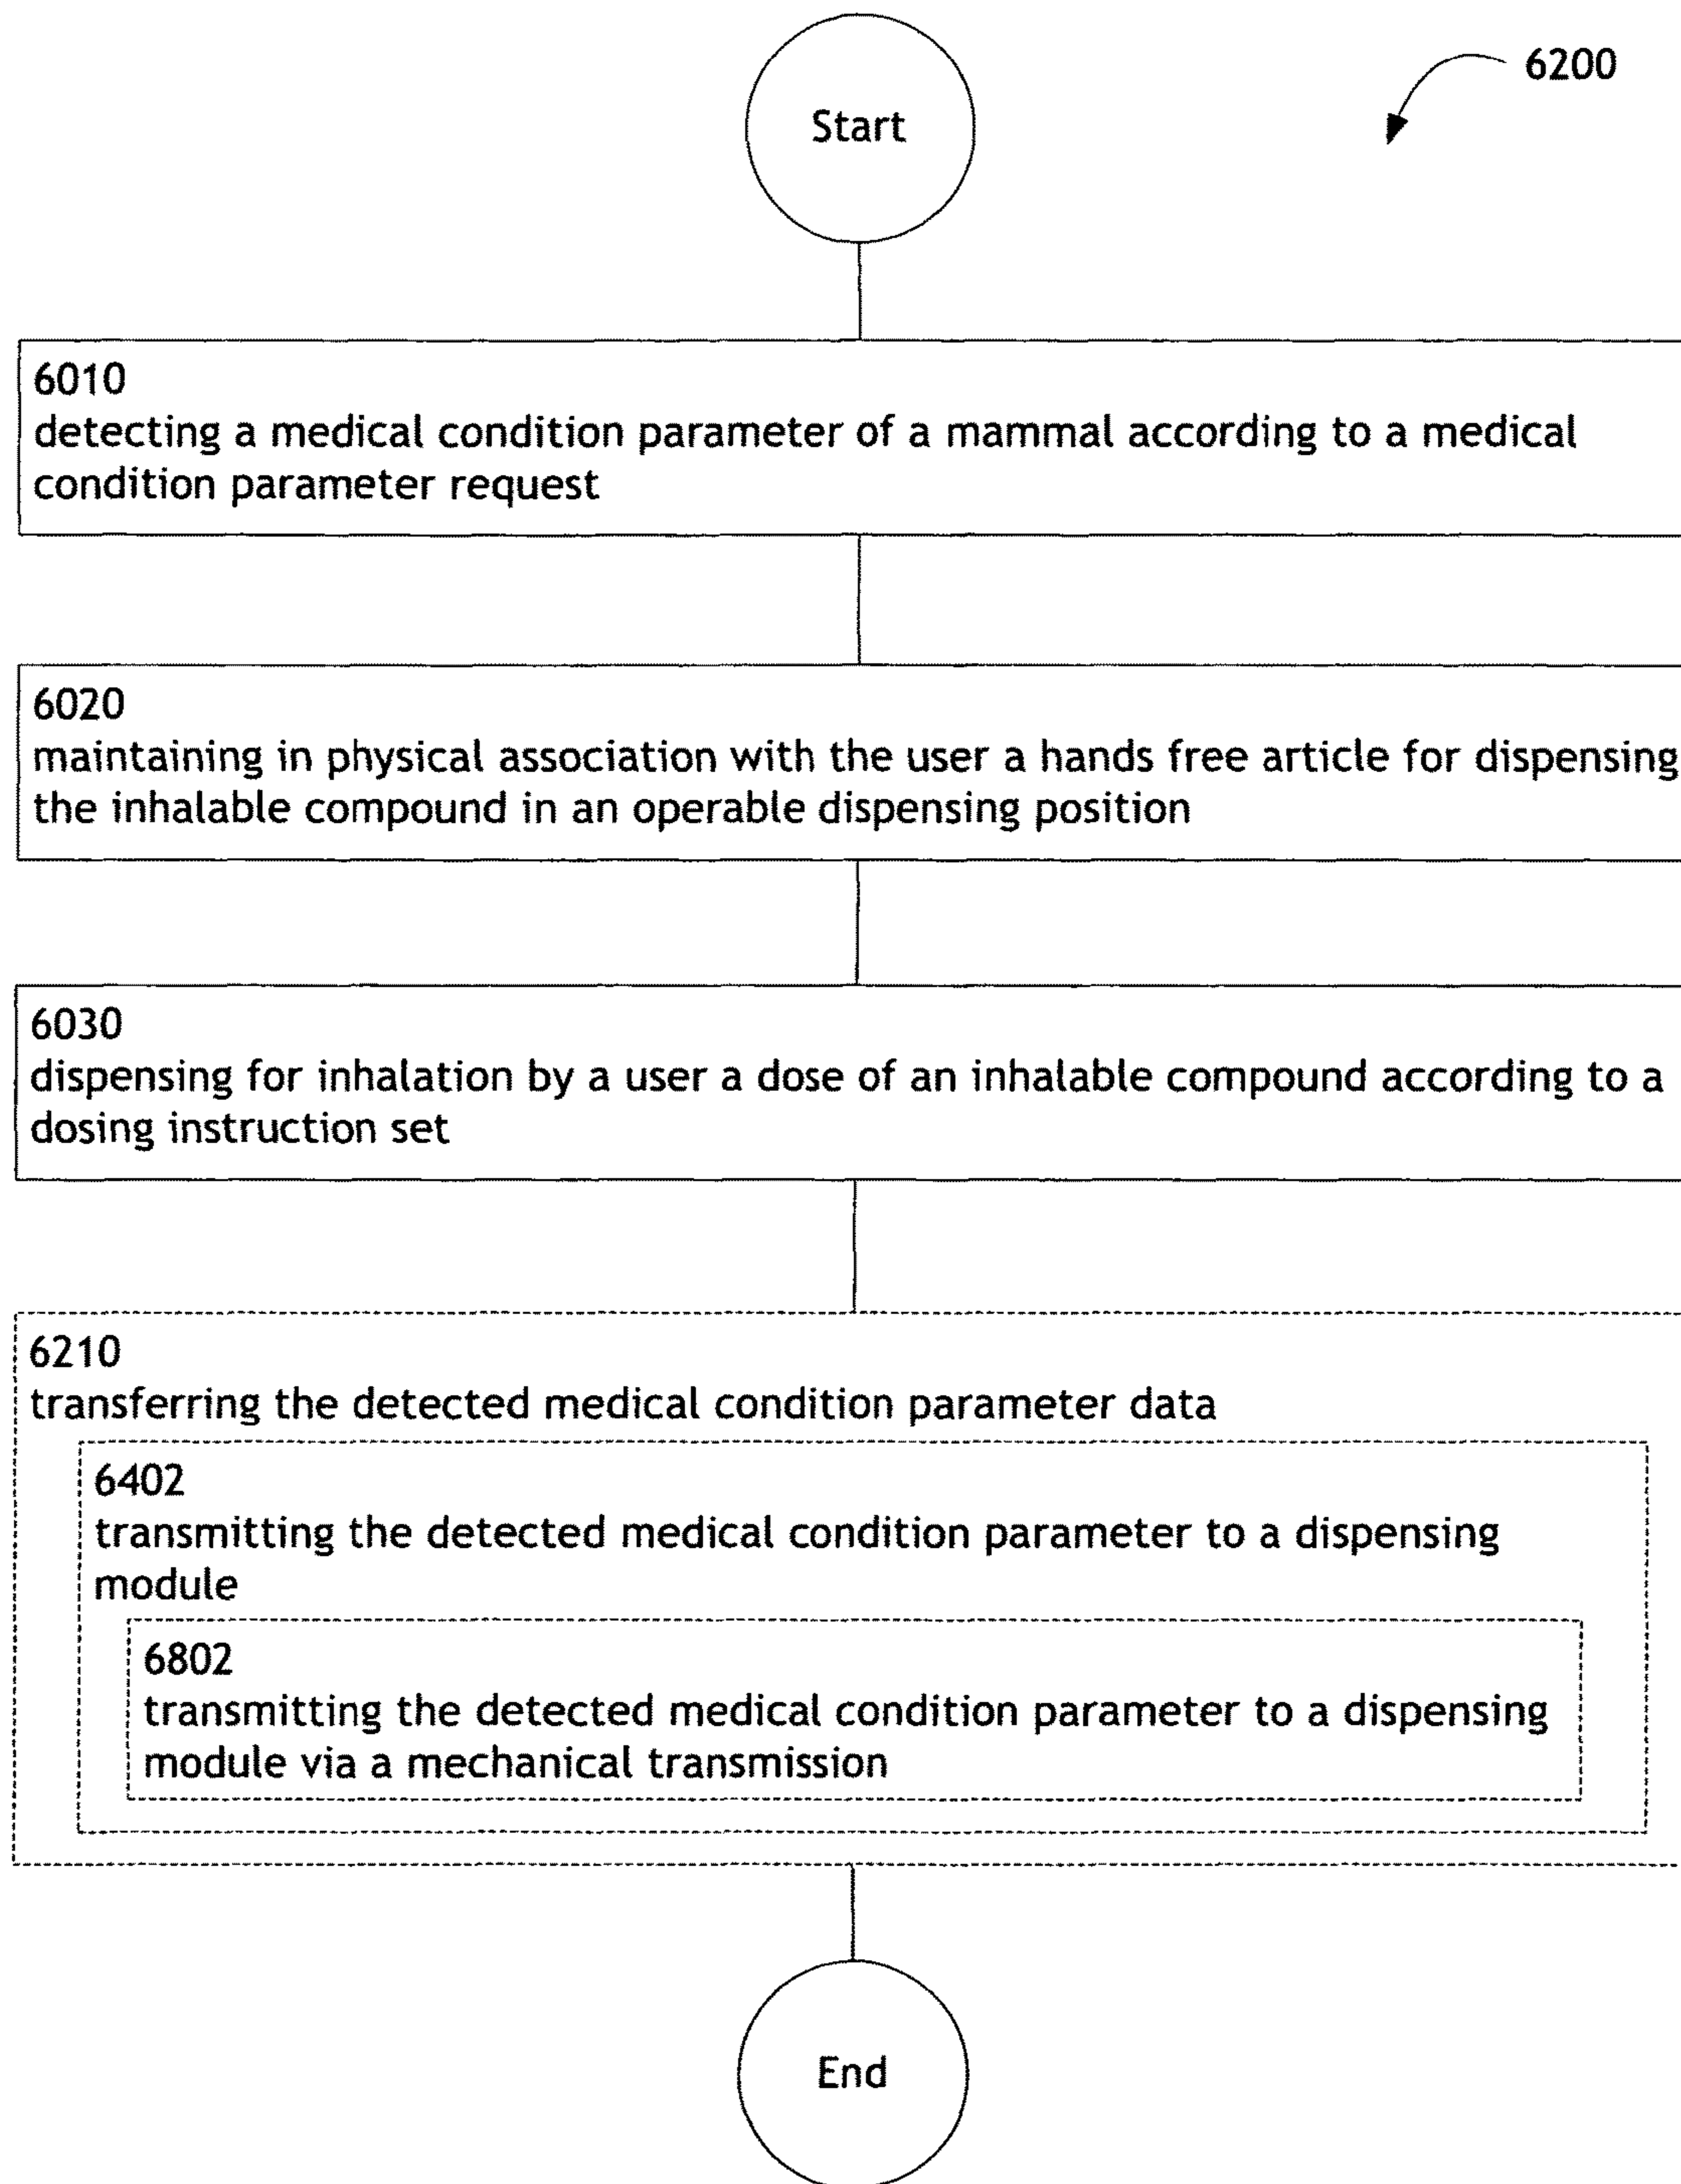 6200
Start
6010
detecting a medical condition parameter of a mammal according to a medical
condition parameter request
6020
maintaining in physical association with the user a hands free article for dispensing
the inhalable compound in an operable dispensing position
6030
dispensing for inhalation by a user a dose of an inhalable compound according to a
dosing instruction set
6210
transferring the detected medical condition parameter data
6402
transmitting the detected medical condition parameter to a dispensing
module
6802
transmitting the detected medical condition parameter to a dispensing
module via a mechanical transmission
End